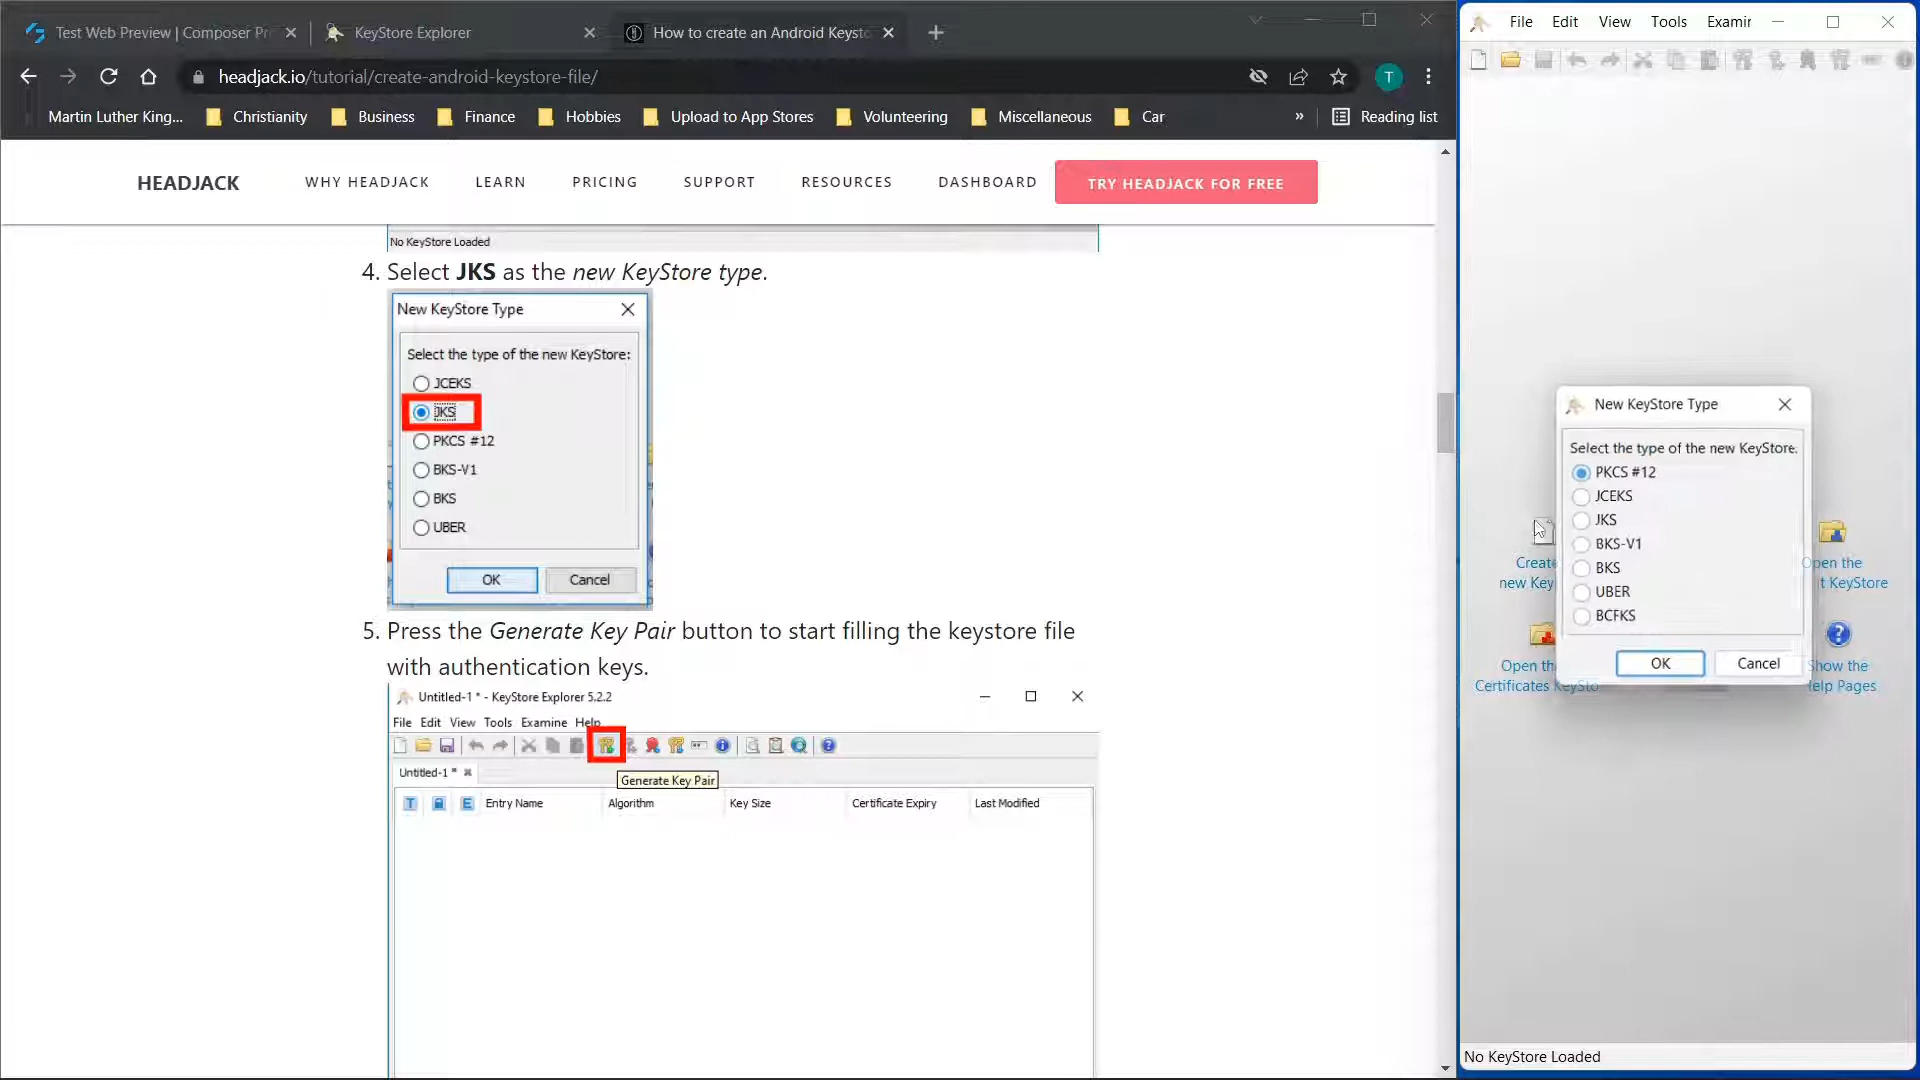 Test Web Preview | Composer Pr
KeyStore Explorer
How to create an Android Keysto
headjack.io/tutorial/create-android-keystore-file/
T
Martin Luther King...
Christianity
Business
Finance
Hobbies
Upload to App Stores
Volunteering
Miscellaneous
Car
»
Reading list
HEADJACK
WHY HEADJACK
LEARN
PRICING
SUPPORT
RESOURCES
DASHBOARD
TRY HEADJACK FOR FREE
No KeyStore Loaded
4. Select JKS as the new KeyStore type.
New KeyStore Type
Select the type of the new KeyStore:
JCEKS
JKS
PKCS #12
BKS-V1
BKS
UBER
OK
Cancel
5. Press the Generate Key Pair button to start filling the keystore file
with authentication keys.
Untitled-1 * - KeyStore Explorer 5.2.2
File Edit View Tools Examine Help
Generate Key Pair
Untitled-1 *
T
E
Entry Name
Algorithm
Key Size
Certificate Expiry
Last Modified
File
Edit
View
Tools
Examin
New KeyStore Type
Select the type of the new KeyStore:
PKCS #12
JCEKS
JKS
BKS-V1
BKS
UBER
BCFKS
OK
Cancel
Create
new Key
Open the
t KeyStore
Open th
Certificates KeySto
Show the
Help Pages
No KeyStore Loaded